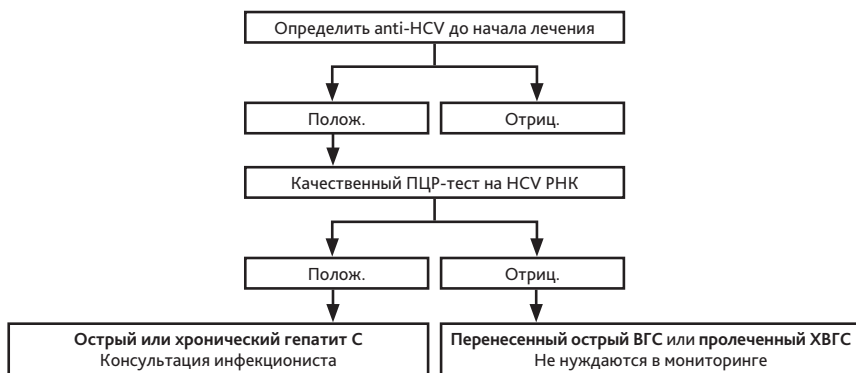 Определить anti-HCV до начала лечения
Полож.
Отриц.
Качественный ПЦР-тест на HCV РНК
Полож.
Отриц.
Острый или хронический гепатит С
Консультация инфекциониста
Перенесенный острый ВГС или пролеченный ХВГС
Не нуждаются в мониторинге